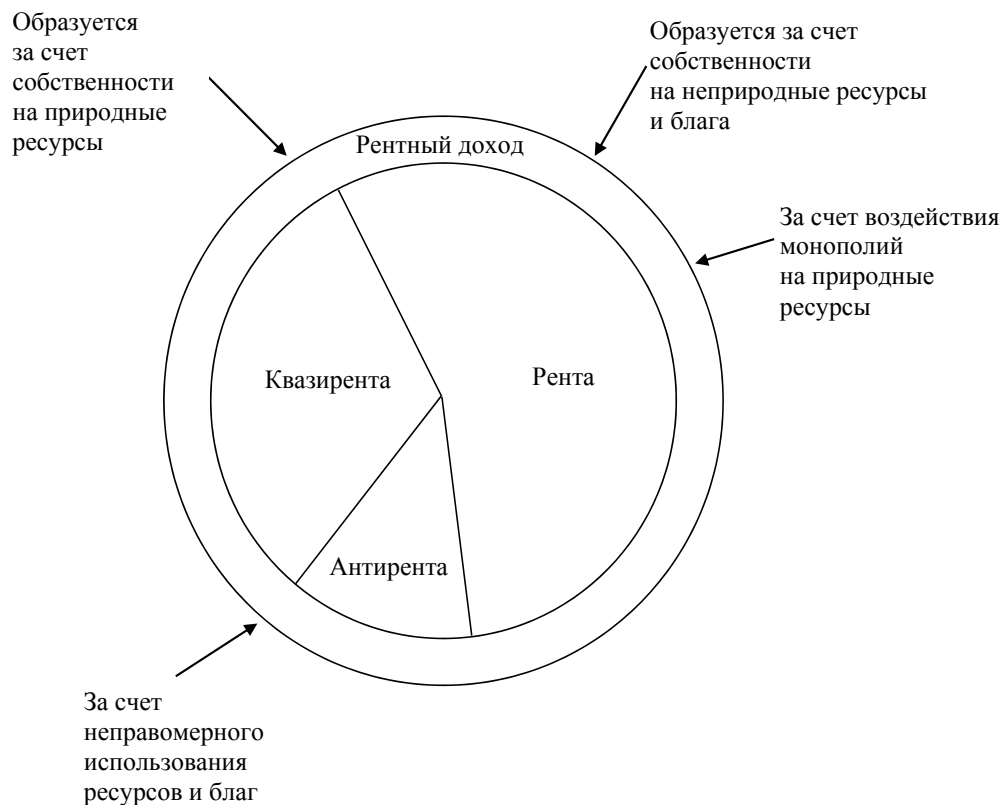 Образуется
за счет
собственности
на природные
ресурсы
Образуется за счет
собственности
на неприродные ресурсы
и блага
Рентный доход
За счет воздействия
монополий
на природные
ресурсы
Квазирента
Рента
Антирента
За счет
неправомерного
использования
ресурсов и благ